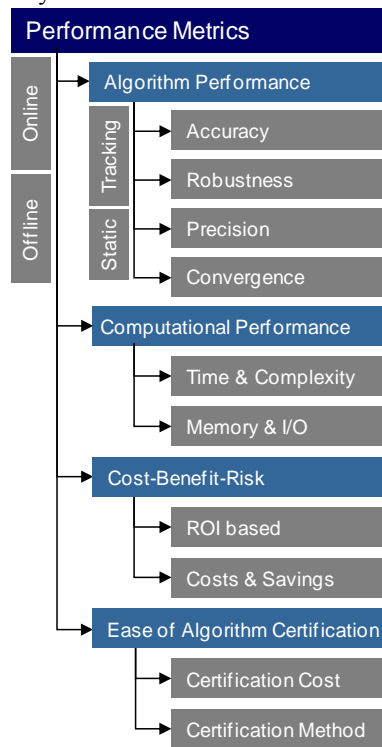 Performance Metrics
Online
Offline
Algorithm Performance
Tracking
Static
Accuracy
Robustness
Precision
Convergence
Computational Performance
Time & Complexity
Memory & I/O
Cost-Benefit-Risk
ROI based
Costs & Savings
Ease of Algorithm Certification
Certification Cost
Certification Method